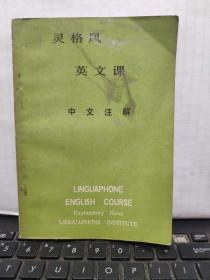 灵格风
英文课
中文注解
LINGUAPHONE
ENGLISH COURSE
Explanatory Notes
LINGUAPHONE INSTITUTE